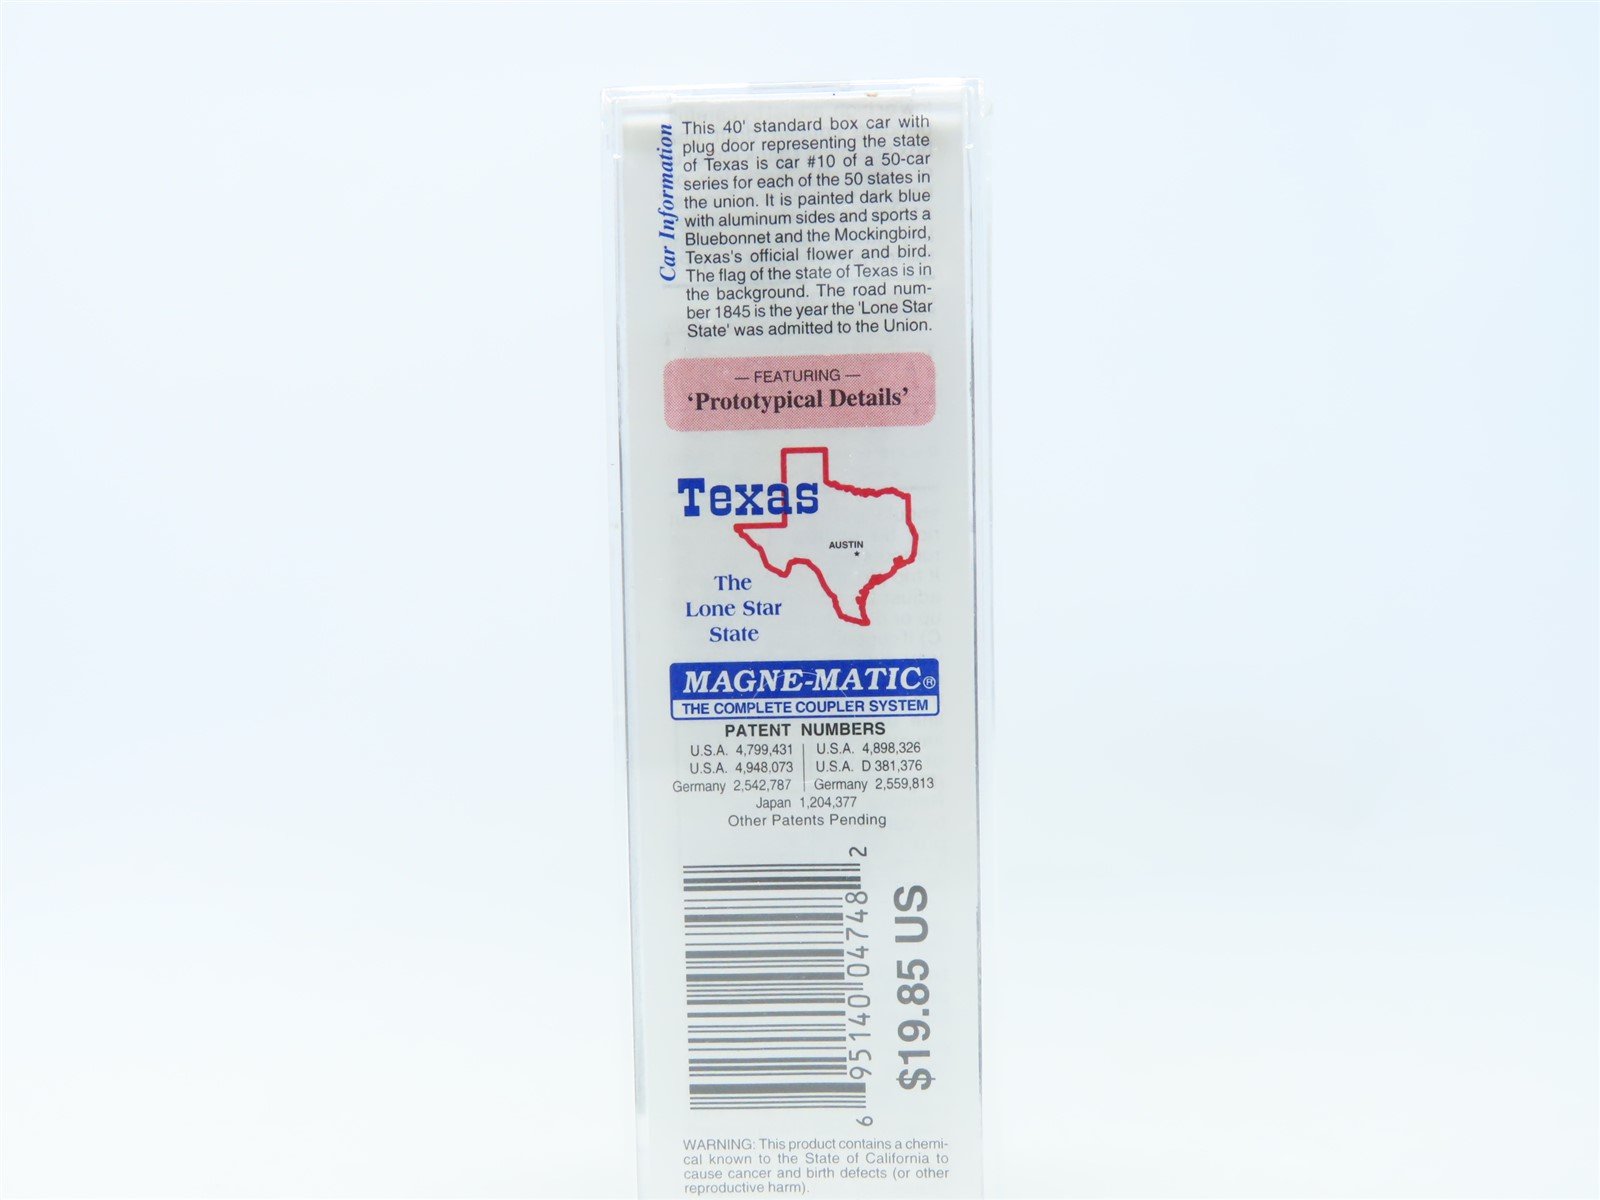 Car Information
This 40' standard box car with
plug door representing the state
of Texas is car #10 of a 50-car
series for each of the 50 states in
the union. It is painted dark blue
with aluminum sides and sports a
Bluebonnet and the Mockingbird,
Texas's official flower and bird.
The flag of the state of Texas is in
the background. The road num-
ber 1845 is the year the 'Lone Star
State' was admitted to the Union.
— FEATURING —
‘Prototypical Details’
Texas
AUSTIN
The
Lone Star
State
MAGNE-MATIC®
THE COMPLETE COUPLER SYSTEM
PATENT NUMBERS
U.S.A. 4,799,431 | U.S.A. 4,898,326
U.S.A. 4,948,073 | U.S.A. D 381,376
Germany 2,542,787 | Germany 2,559,813
Japan 1,204,377
Other Patents Pending
6 95140 04748 2
$19.85 US
WARNING: This product contains a chemi-
cal known to the State of California to
cause cancer and birth defects (or other
reproductive harm).